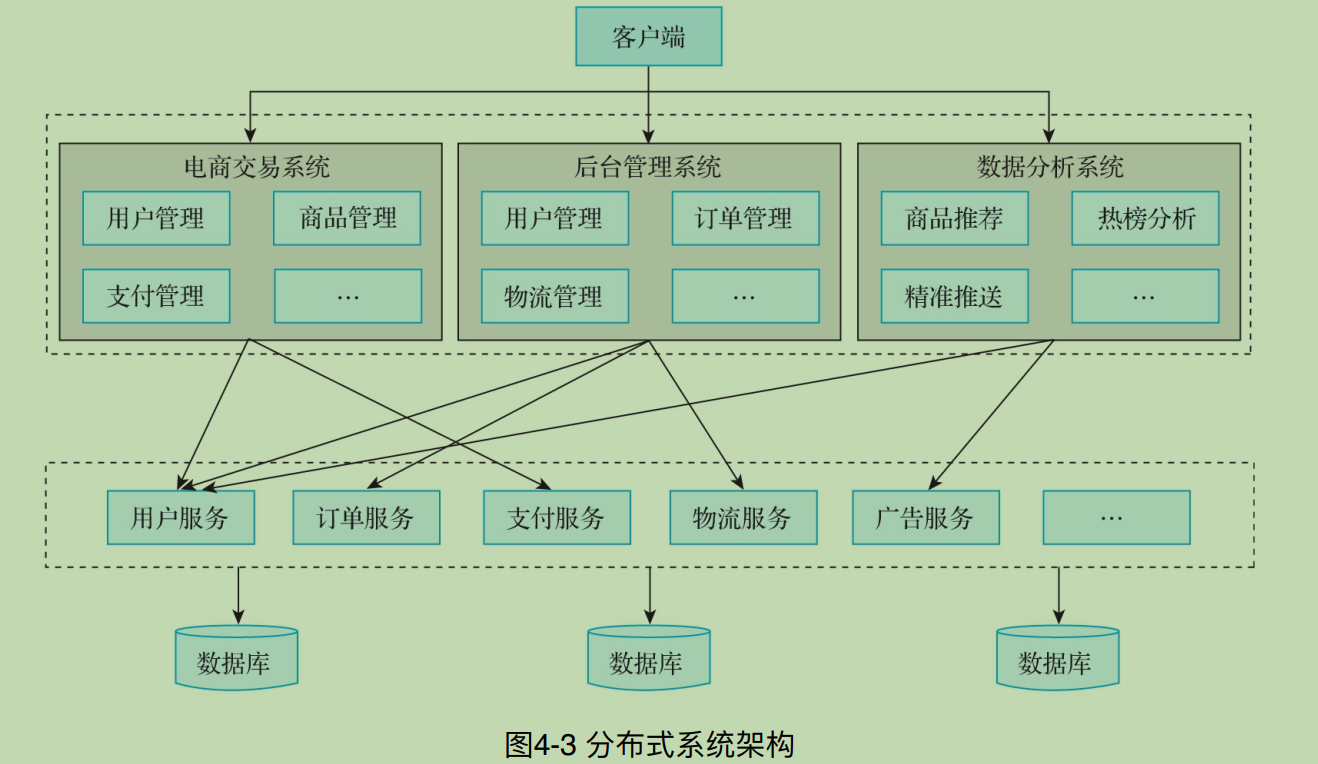 客户端
电商交易系统
后台管理系统
数据分析系统
用户管理
商品管理
用户管理
订单管理
商品推荐
热榜分析
支付管理
…
物流管理
…
精准推送
…
用户服务
订单服务
支付服务
物流服务
广告服务
…
数据库
数据库
数据库
图4-3 分布式系统架构